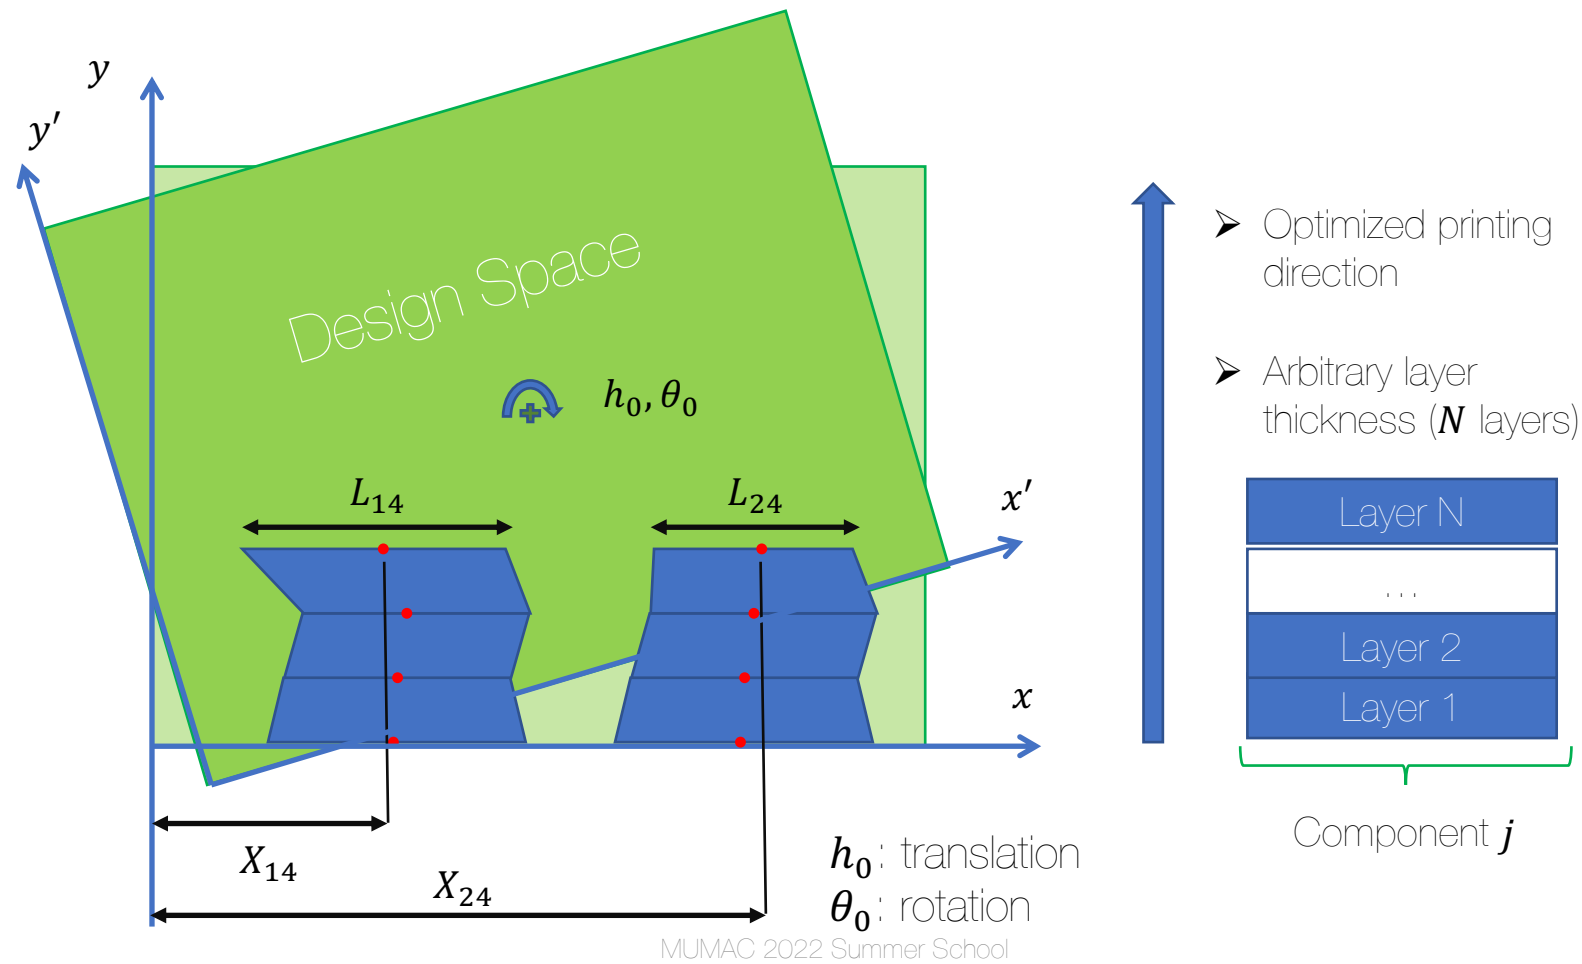 y
y′
Design Space
h₀, θ₀
L₁₄
L₂₄
x′
x
X₁₄
X₂₄
h₀: translation
θ₀: rotation
➢ Optimized printing
direction
➢ Arbitrary layer
thickness (N layers)
Layer N
...
Layer 2
Layer 1
Component j
MUMAC 2022 Summer School